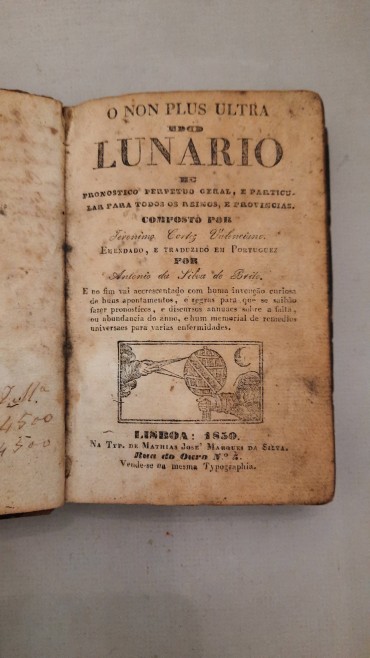 O NON PLUS ULTRA
DO
LUNARIO
E
PRONOSTICO PERPETUO GERAL, E PARTICU-
LAR PARA TODOS OS REINOS, E PROVINCIAS.
COMPOSTO POR
Jeronimo Cortez Valenciano.
EMENDADO, E TRADUZIDO EM PORTUGUEZ
POR
Antonio da Silva de Brito.
E no fim vai accrescentado com huma invenção curiosa
de huns apontamentos, e regras para que se saibão
fazer pronosticos, e discursos annuaes sobre a falta,
ou abundancia do anno, e hum memorial de remedios
universaes para varias enfermidades.
LISBOA: 1850.
NA TYP. DE MATHIAS JOSÉ MARQUES DA SILVA.
Rua do Ouro N.º 5.
Vende-se na mesma Typographia.
4500
4500